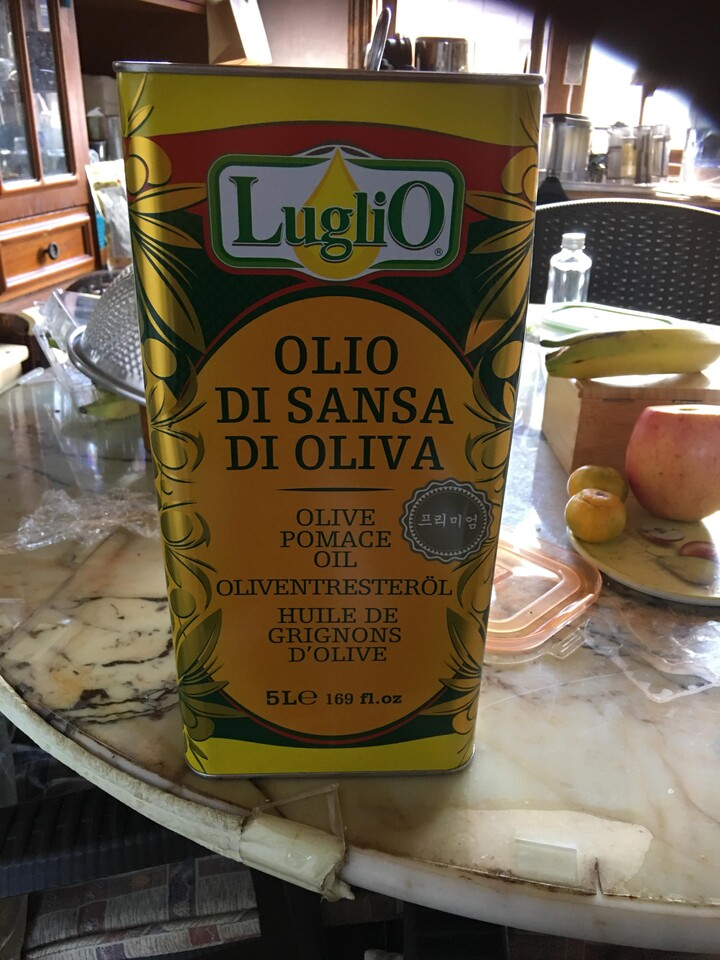 LugliO
®
OLIO
DI SANSA
DI OLIVA
OLIVE
POMACE
OIL
프리미엄
OLIVENTRESTERÖL
HUILE DE
GRIGNONS
D'OLIVE
5L℮ 169 fl.oz